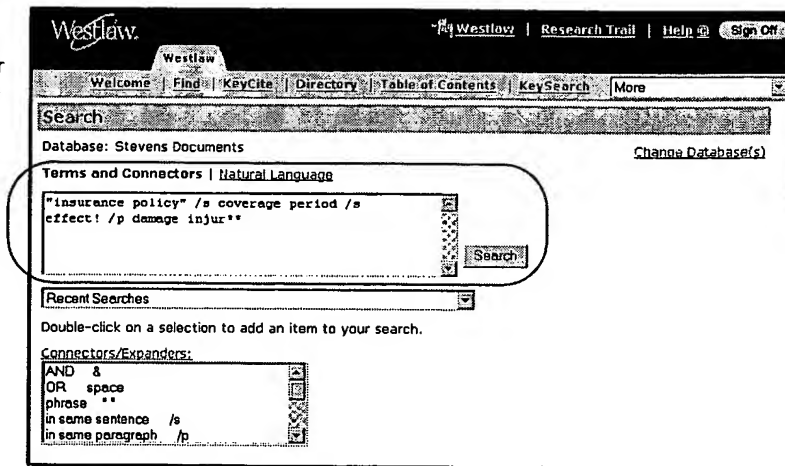 Westlaw.
My Westlaw | Research Trail | Help | Sign Off
Westlaw
Welcome | Find | KeyCite | Directory | Table of Contents | KeySearch | More
Search
Database: Stevens Documents
Change Database(s)
Terms and Connectors | Natural Language
"insurance policy" /s coverage period /s
effect! /p damage injur**
Search
Recent Searches
Double-click on a selection to add an item to your search.
Connectors/Expanders:
AND &
OR space
phrase ""
in same sentence /s
in same paragraph /p